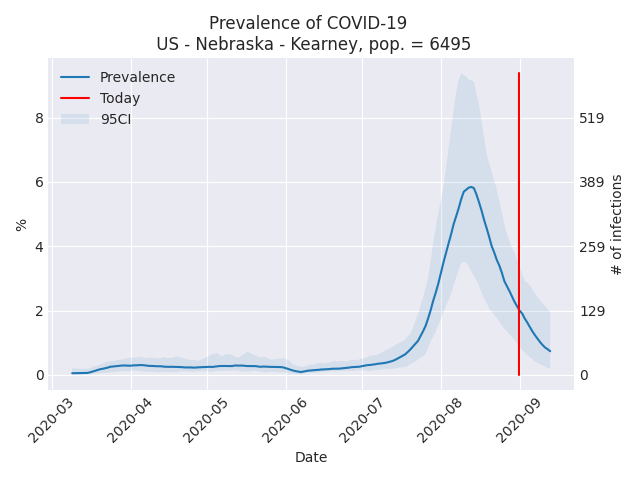 Prevalence of COVID-19
US - Nebraska - Kearney, pop. = 6495
Prevalence
Today
95CI
%
8
6
4
2
0
519
389
259
129
0
# of infections
2020-03
2020-04
2020-05
2020-06
2020-07
2020-08
2020-09
Date